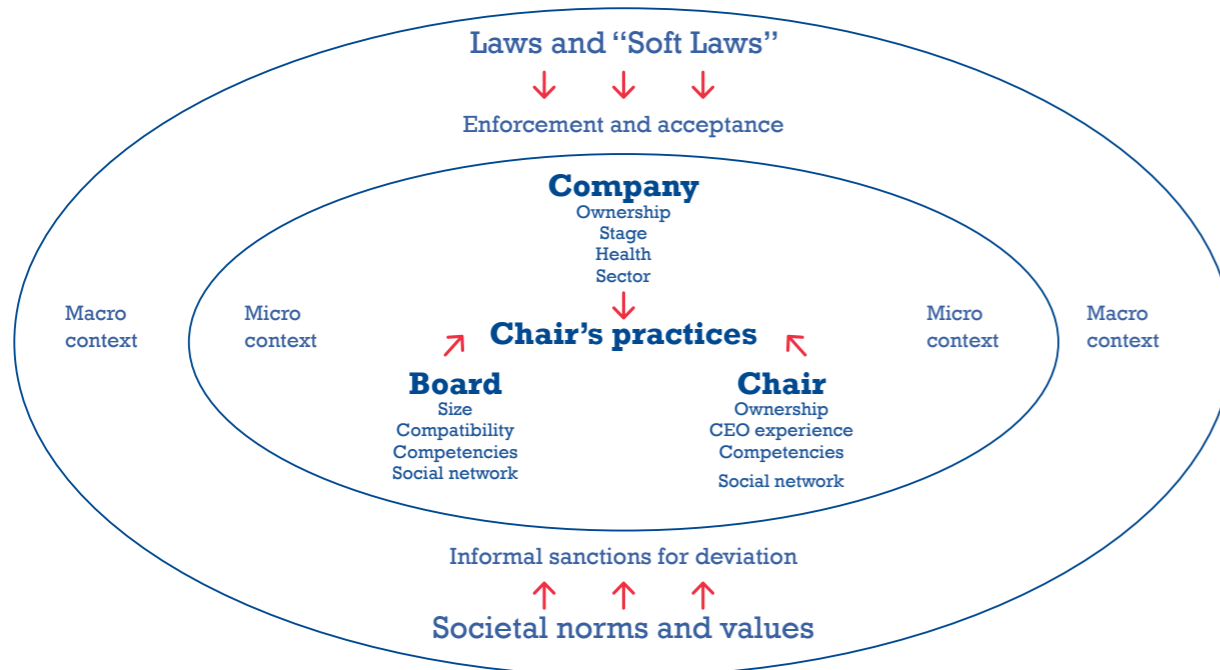 Laws and “Soft Laws”
Enforcement and acceptance
Company
Ownership
Stage
Health
Sector
Macro
context
Micro
context
Micro
context
Macro
context
Chair’s practices
Board
Size
Compatibility
Competencies
Social network
Chair
Ownership
CEO experience
Competencies
Social network
Informal sanctions for deviation
Societal norms and values